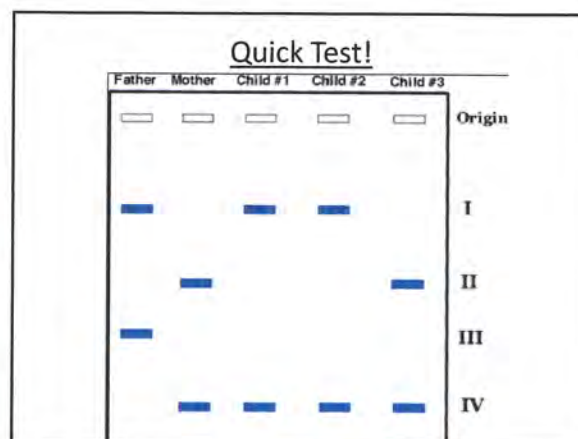 Quick Test!
Father Mother Child #1 Child #2 Child #3
Origin
I
II
III
IV